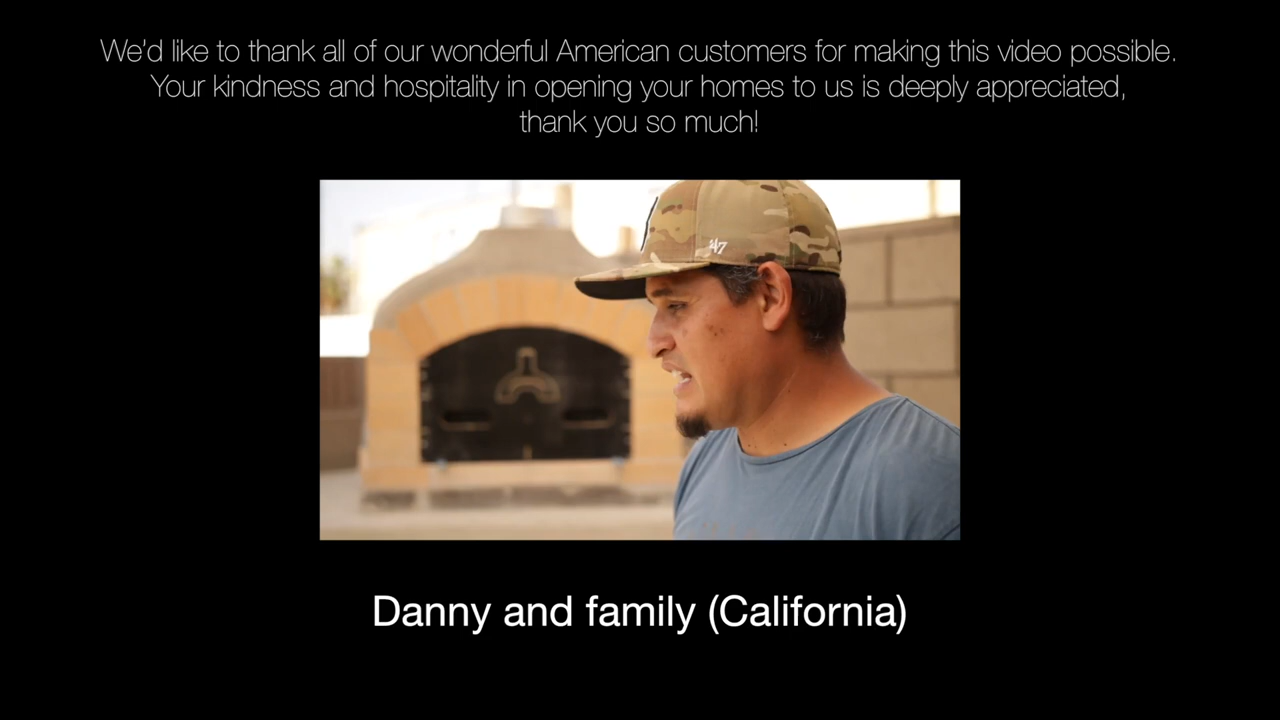 We'd like to thank all of our wonderful American customers for making this video possible.
Your kindness and hospitality in opening your homes to us is deeply appreciated,
thank you so much!
'47
Danny and family (California)